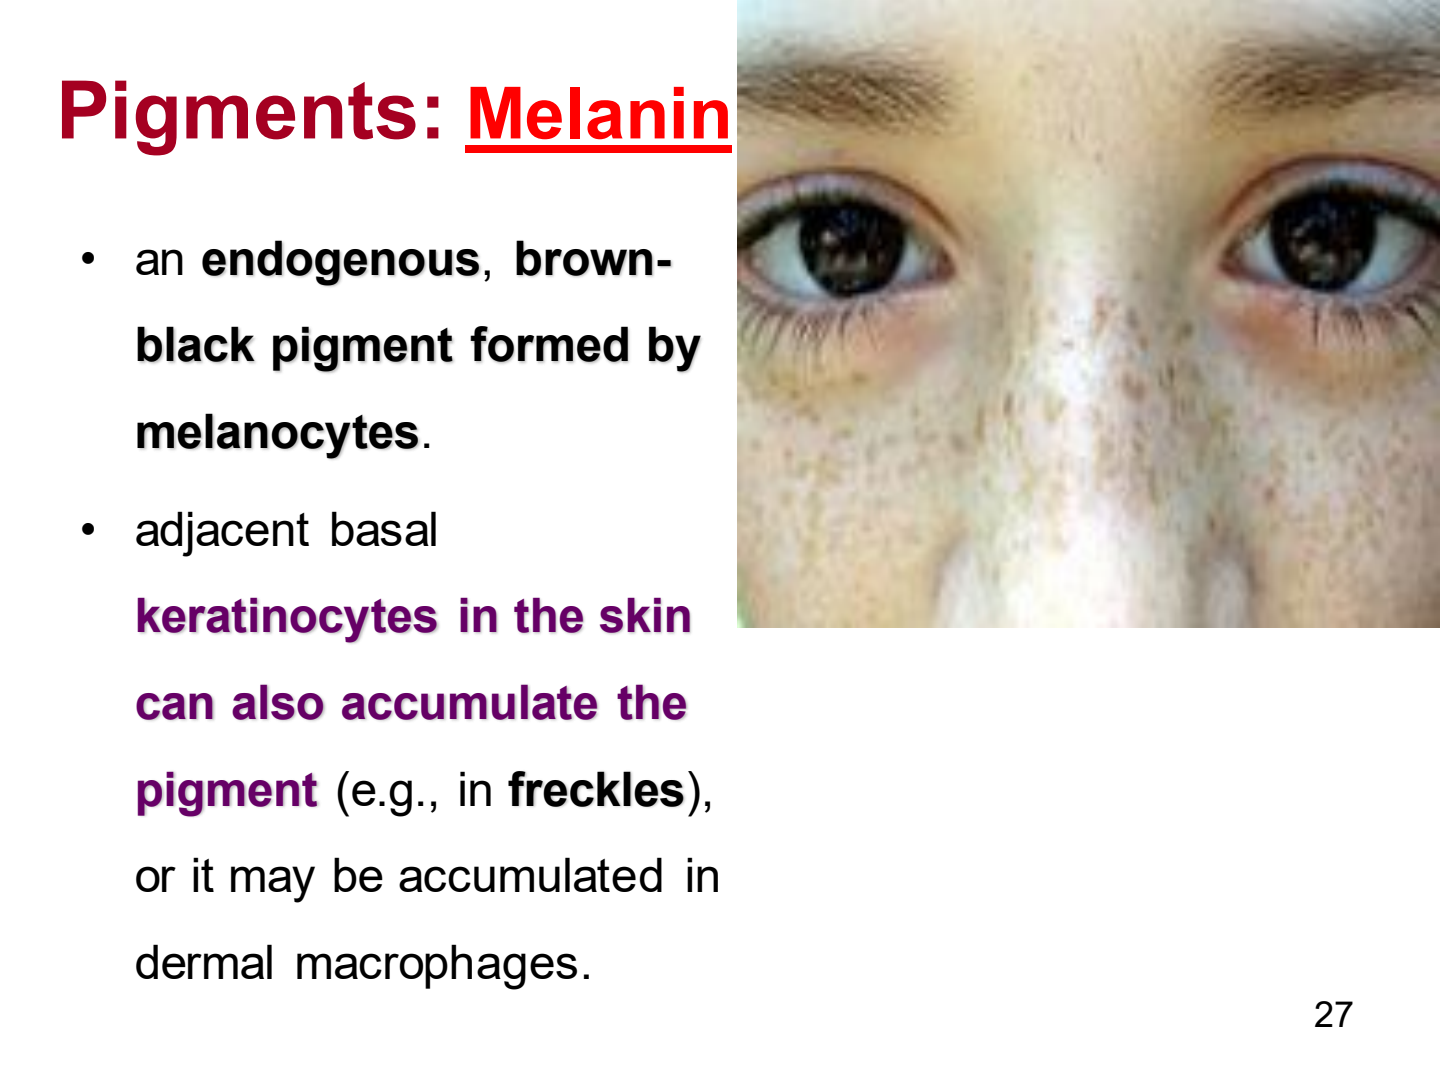 Pigments: Melanin
• an endogenous, brown-
black pigment formed by
melanocytes.
• adjacent basal
keratinocytes in the skin
can also accumulate the
pigment (e.g., in freckles),
or it may be accumulated in
dermal macrophages.
27